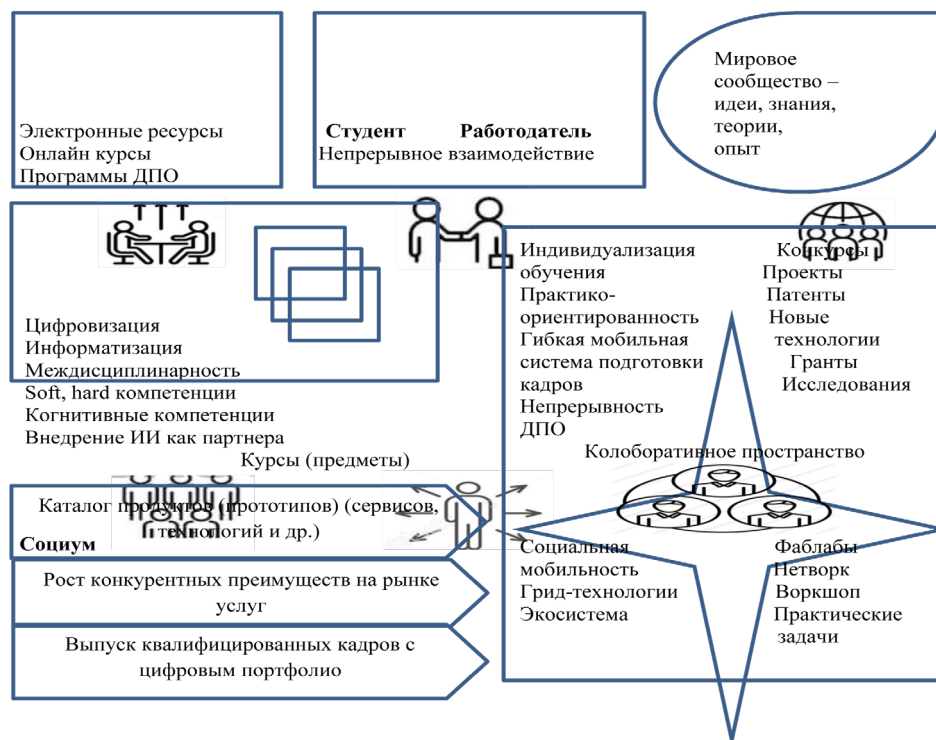 Электронные ресурсы
Онлайн курсы
Программы ДПО
Студент Работодатель
Непрерывное взаимодействие
Мировое
сообщество –
идеи, знания,
теории,
опыт
Цифровизация
Информатизация
Междисциплинарность
Soft, hard компетенции
Когнитивные компетенции
Внедрение ИИ как партнера
Курсы (предметы)
Индивидуализация
обучения
Практико-
ориентированность
Гибкая мобильная
система подготовки
кадров
Непрерывность
ДПО
Конкурсы
Проекты
Патенты
Новые
технологии
Гранты
Исследования
Колоборативное пространство
Каталог продуктов (прототипов) (сервисов,
технологий и др.)
Социум
Рост конкурентных преимуществ на рынке
услуг
Выпуск квалифицированных кадров с
цифровым портфолио
Социальная
мобильность
Грид-технологии
Экосистема
Фаблабы
Нетворк
Воркшоп
Практические
задачи